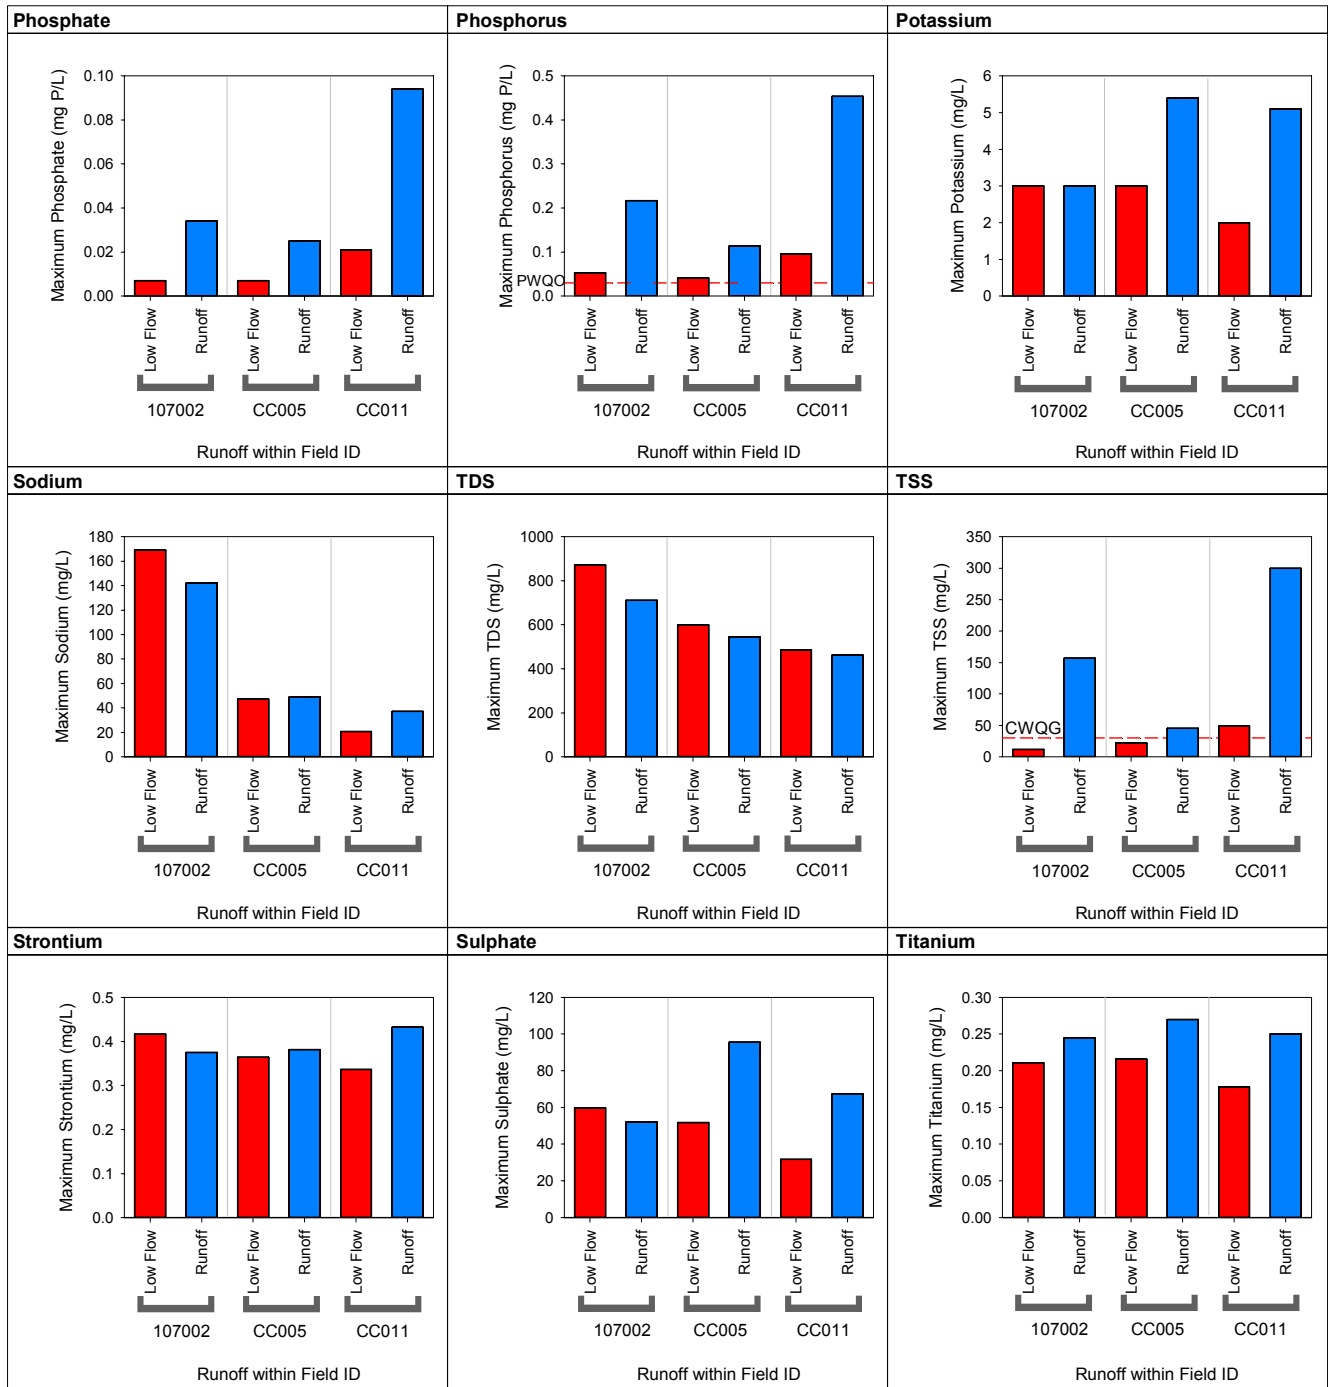 Phosphate
Maximum Phosphate (mg P/L)
0.10
0.08
0.06
0.04
0.02
0.00
Low Flow
Runoff
Low Flow
Runoff
Low Flow
Runoff
107002
CC005
CC011
Runoff within Field ID
Phosphorus
Maximum Phosphorus (mg P/L)
0.5
0.4
0.3
0.2
0.1
0.0
PWQO
Low Flow
Runoff
Low Flow
Runoff
Low Flow
Runoff
107002
CC005
CC011
Runoff within Field ID
Potassium
Maximum Potassium (mg/L)
6
5
4
3
2
1
0
Low Flow
Runoff
Low Flow
Runoff
Low Flow
Runoff
107002
CC005
CC011
Runoff within Field ID
Sodium
Maximum Sodium (mg/L)
180
160
140
120
100
80
60
40
20
0
Low Flow
Runoff
Low Flow
Runoff
Low Flow
Runoff
107002
CC005
CC011
Runoff within Field ID
TDS
Maximum TDS (mg/L)
1000
800
600
400
200
0
Low Flow
Runoff
Low Flow
Runoff
Low Flow
Runoff
107002
CC005
CC011
Runoff within Field ID
TSS
Maximum TSS (mg/L)
350
300
250
200
150
100
50
0
CWQG
Low Flow
Runoff
Low Flow
Runoff
Low Flow
Runoff
107002
CC005
CC011
Runoff within Field ID
Strontium
Maximum Strontium (mg/L)
0.5
0.4
0.3
0.2
0.1
0.0
Low Flow
Runoff
Low Flow
Runoff
Low Flow
Runoff
107002
CC005
CC011
Runoff within Field ID
Sulphate
Maximum Sulphate (mg/L)
120
100
80
60
40
20
0
Low Flow
Runoff
Low Flow
Runoff
Low Flow
Runoff
107002
CC005
CC011
Runoff within Field ID
Titanium
Maximum Titanium (mg/L)
0.30
0.25
0.20
0.15
0.10
0.05
0.00
Low Flow
Runoff
Low Flow
Runoff
Low Flow
Runoff
107002
CC005
CC011
Runoff within Field ID